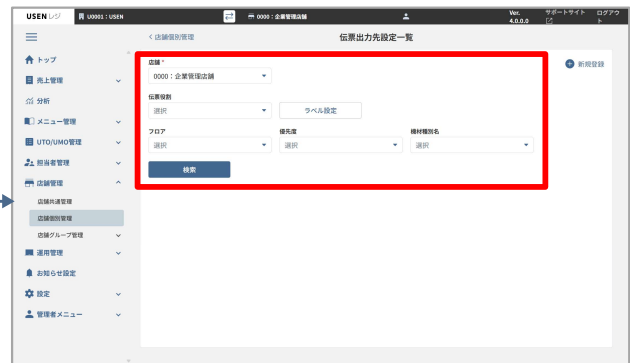 USEN レジ U0001：USEN 0000：企業管理店舗 Ver. 4.0.0.0 サポートサイト ログアウト
< 店舗個別管理 伝票出力先設定一覧
トップ
売上管理
分析
メニュー管理
UTO/UMO管理
担当者管理
店舗管理
店舗共通管理
店舗個別管理
店舗グループ管理
運用管理
お知らせ設定
設定
管理者メニュー
店舗 *
0000：企業管理店舗
新規登録
伝票役割
選択 ラベル設定
フロア 優先度 機材種別名
選択 選択 選択
検索